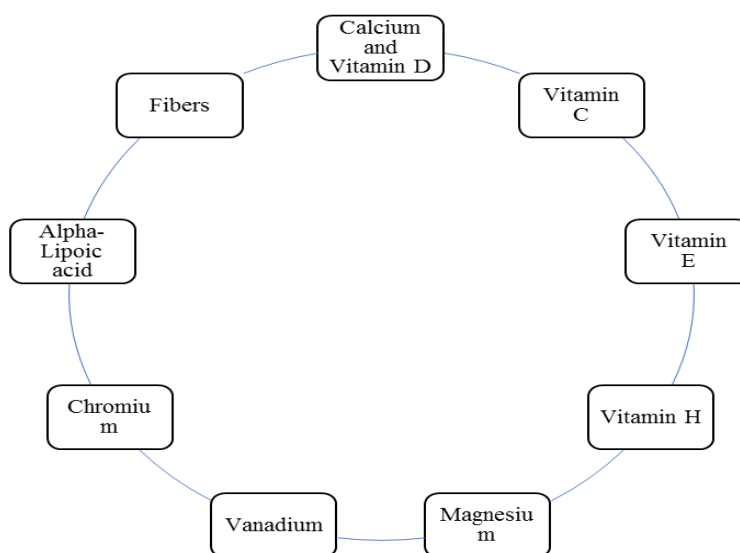 Calcium
and
Vitamin D
Vitamin
C
Vitamin
E
Vitamin H
Magnesiu
m
Vanadium
Chromiu
m
Alpha-
Lipoic
acid
Fibers